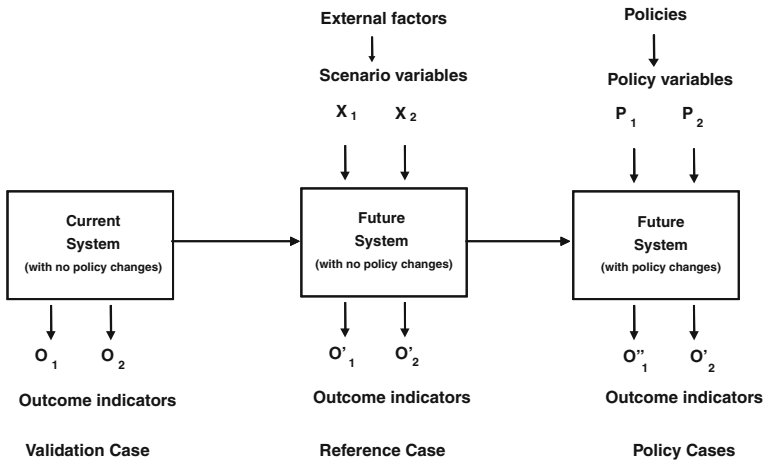 External factors
Policies
Scenario variables
Policy variables
X 1 X 2
P 1 P 2
Current
System
(with no policy changes)
Future
System
(with no policy changes)
Future
System
(with policy changes)
O 1 O 2
O' 1 O' 2
O'' 1 O' 2
Outcome indicators
Outcome indicators
Outcome indicators
Validation Case
Reference Case
Policy Cases